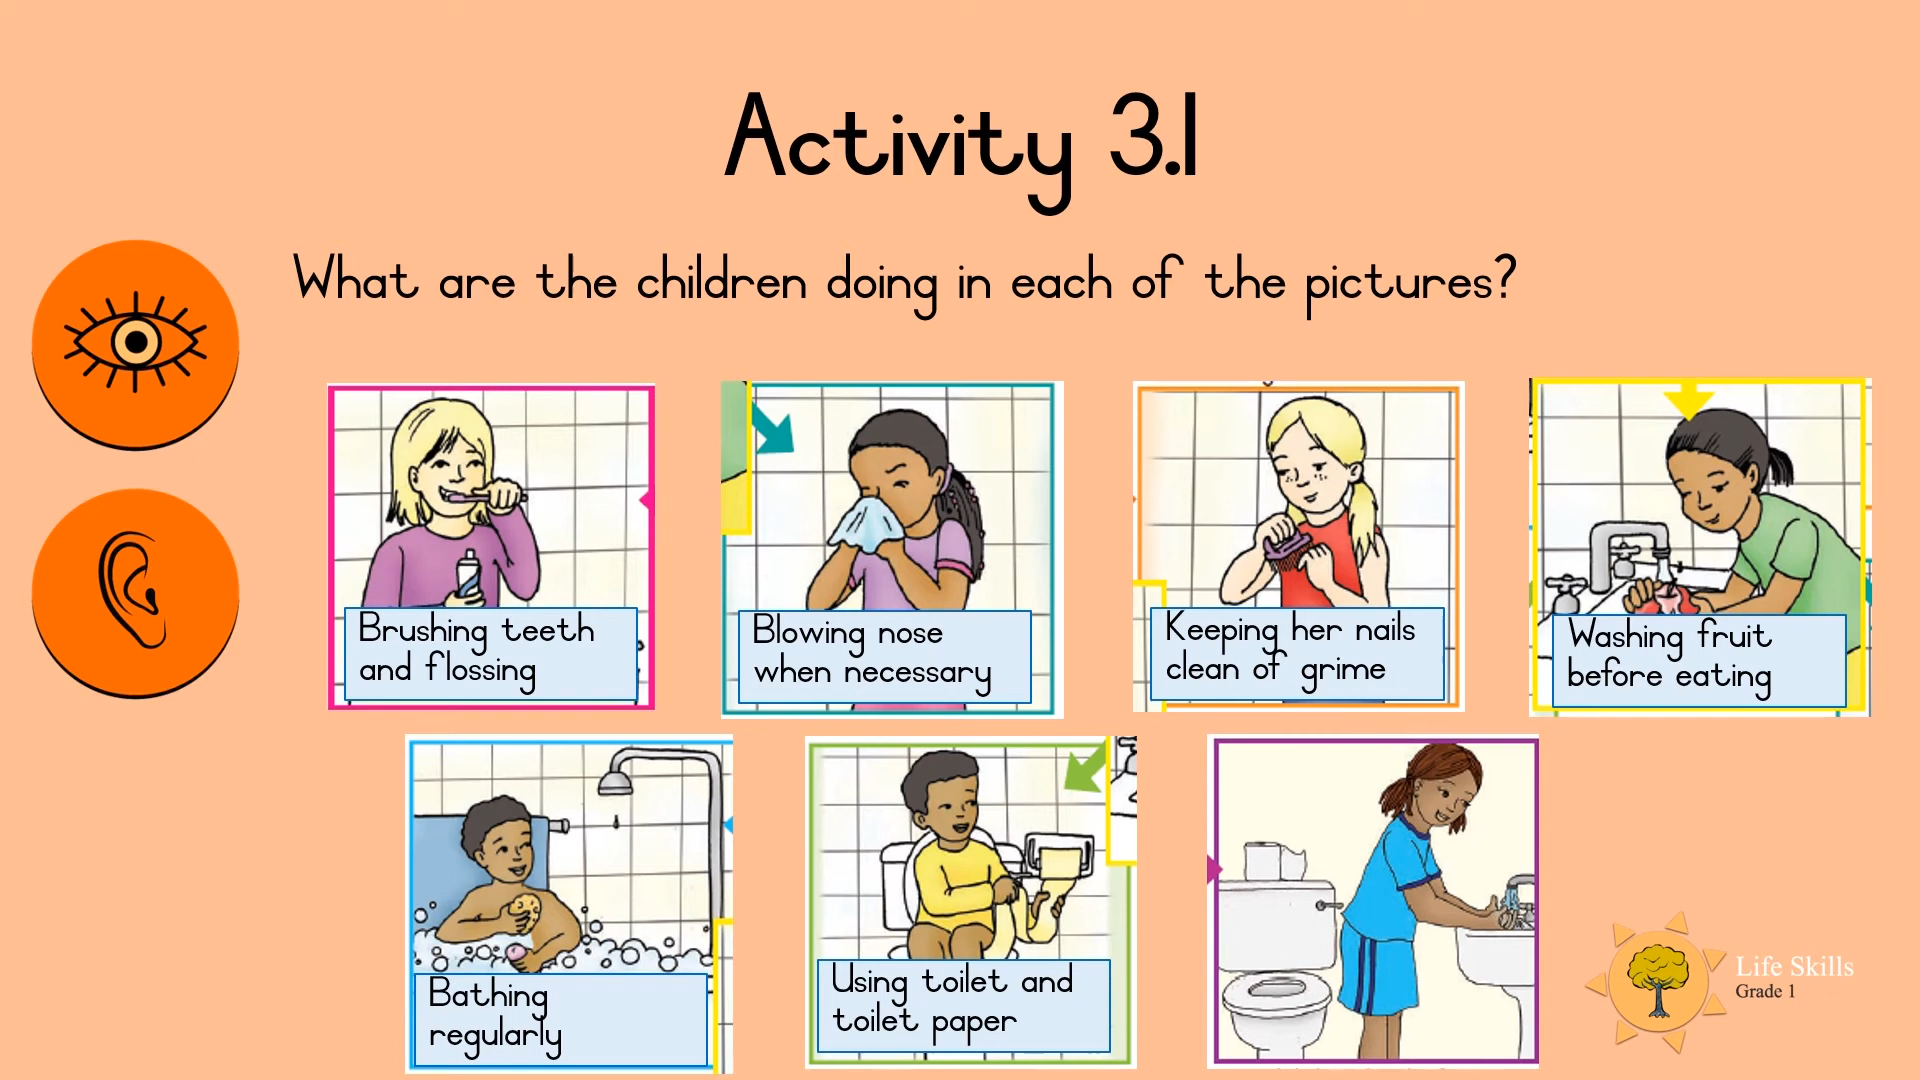 Activity 3.1
What are the children doing in each of the pictures?
Brushing teeth
and flossing
Blowing nose
when necessary
Keeping her nails
clean of grime
Washing fruit
before eating
Bathing
regularly
Using toilet and
toilet paper
Life Skills
Grade 1